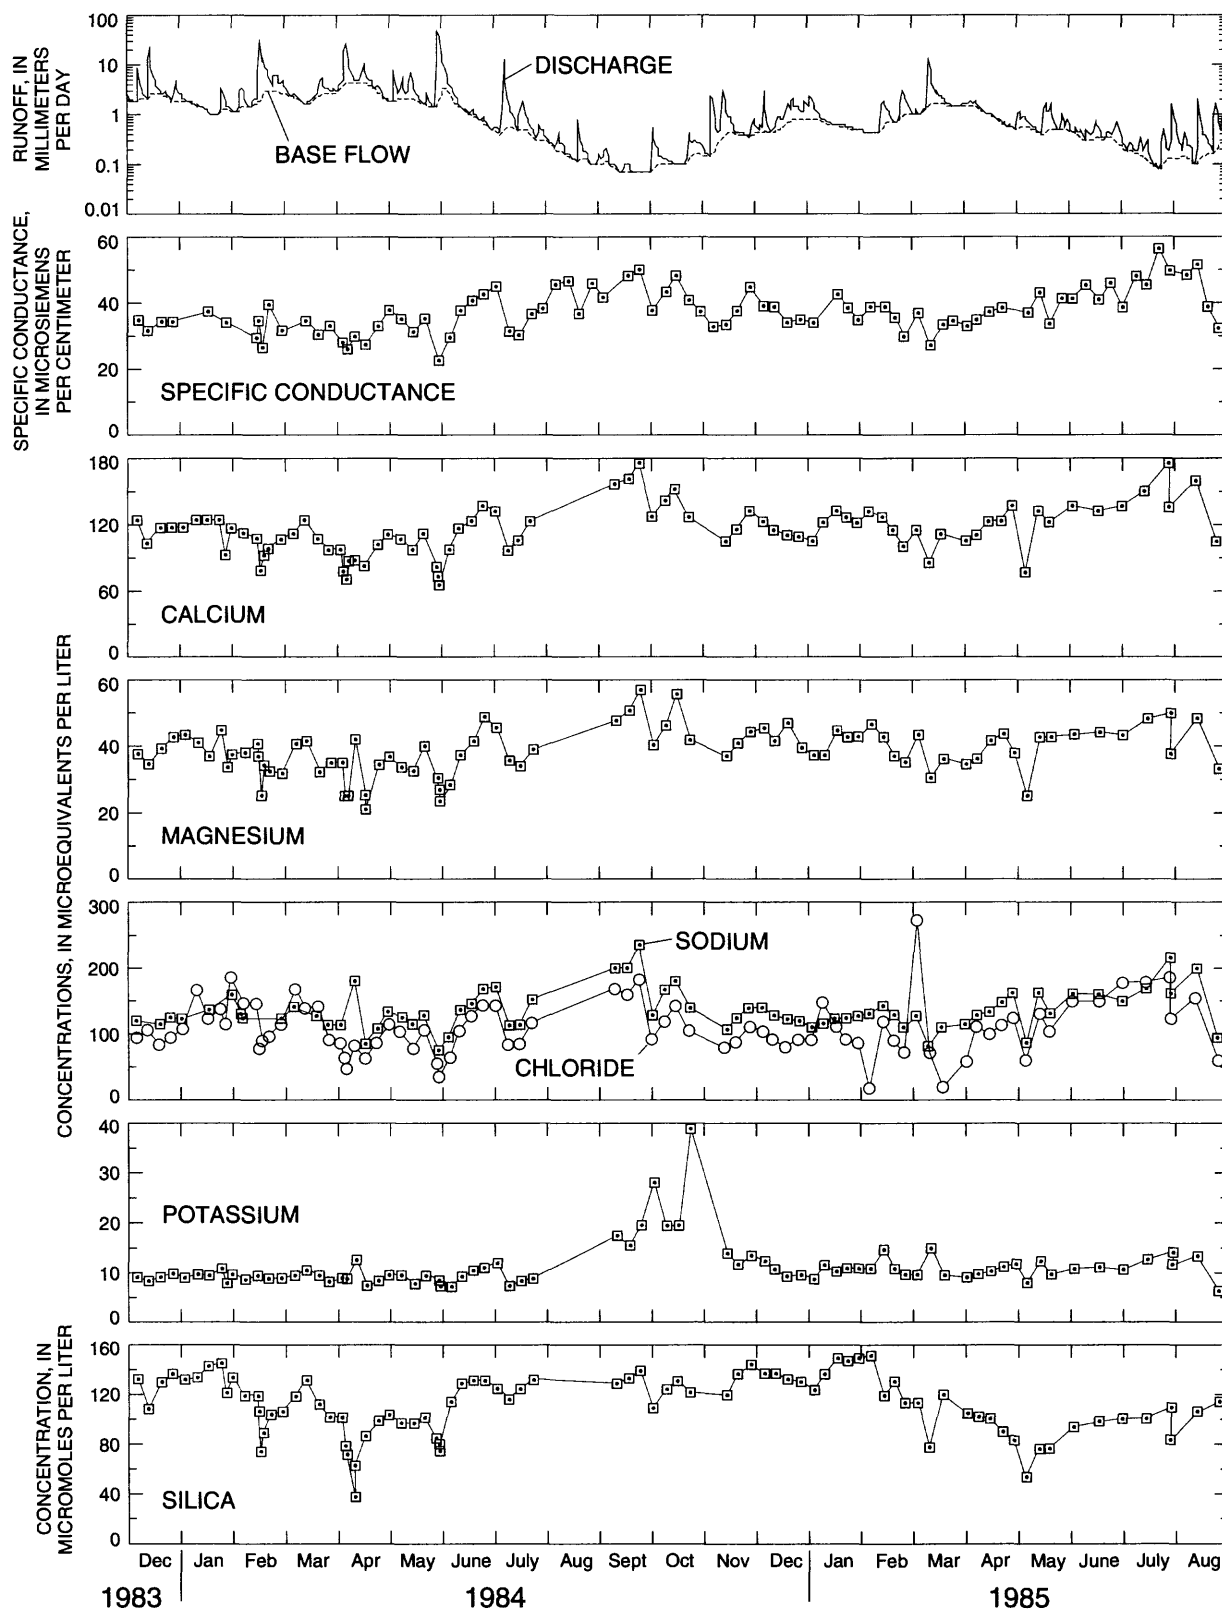 RUNOFF, IN
MILLIMETERS
PER DAY
100
10
1
0.1
0.01
DISCHARGE
BASE FLOW
SPECIFIC CONDUCTANCE,
IN MICROSIEMENS
PER CENTIMETER
60
40
20
0
SPECIFIC CONDUCTANCE
CONCENTRATIONS, IN MICROEQUIVALENTS PER LITER
180
120
60
0
CALCIUM
60
40
20
0
MAGNESIUM
300
200
100
0
SODIUM
CHLORIDE
40
30
20
10
0
POTASSIUM
CONCENTRATION, IN
MICROMOLES PER LITER
160
120
80
40
0
SILICA
Dec Jan Feb Mar Apr May June July Aug Sept Oct Nov Dec Jan Feb Mar Apr May June July Aug
1983 1984 1985